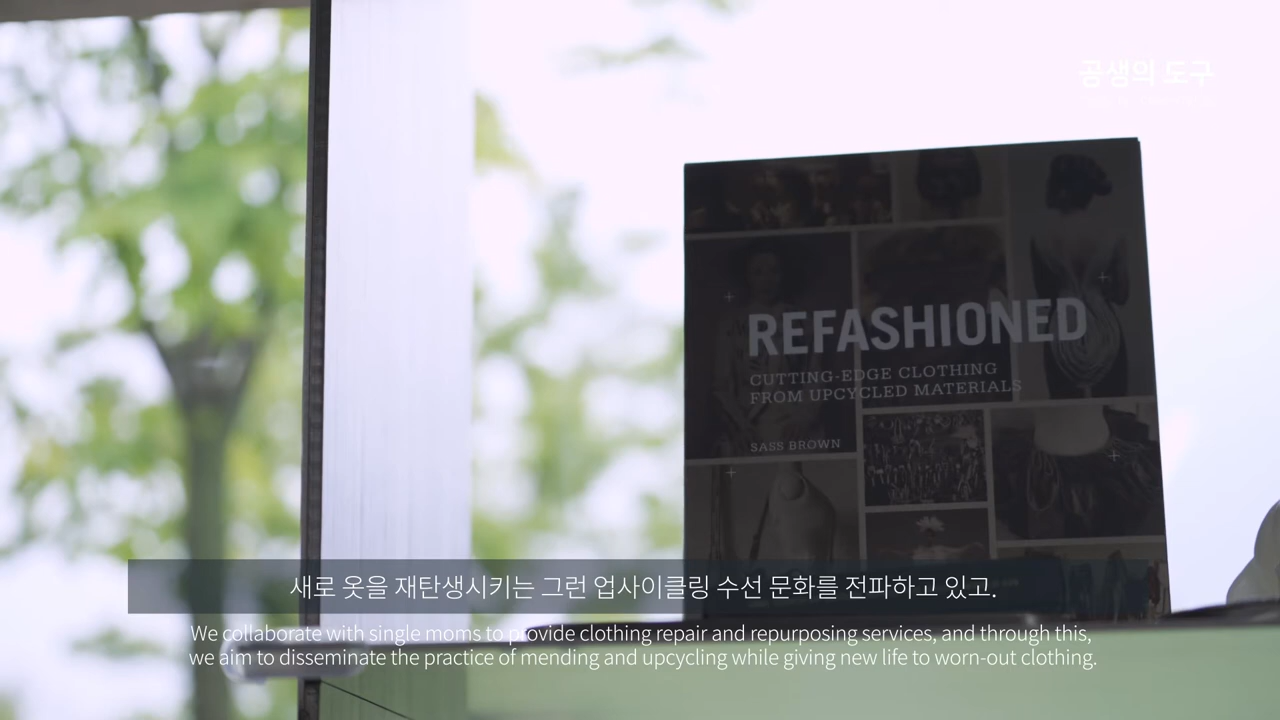 공생의 도구
REFASHIONED
CUTTING-EDGE CLOTHING
FROM UPCYCLED MATERIALS
SASS BROWN
새로 옷을 재탄생시키는 그런 업사이클링 수선 문화를 전파하고 있고.
We collaborate with single moms to provide clothing repair and repurposing services, and through this,
we aim to disseminate the practice of mending and upcycling while giving new life to worn-out clothing.